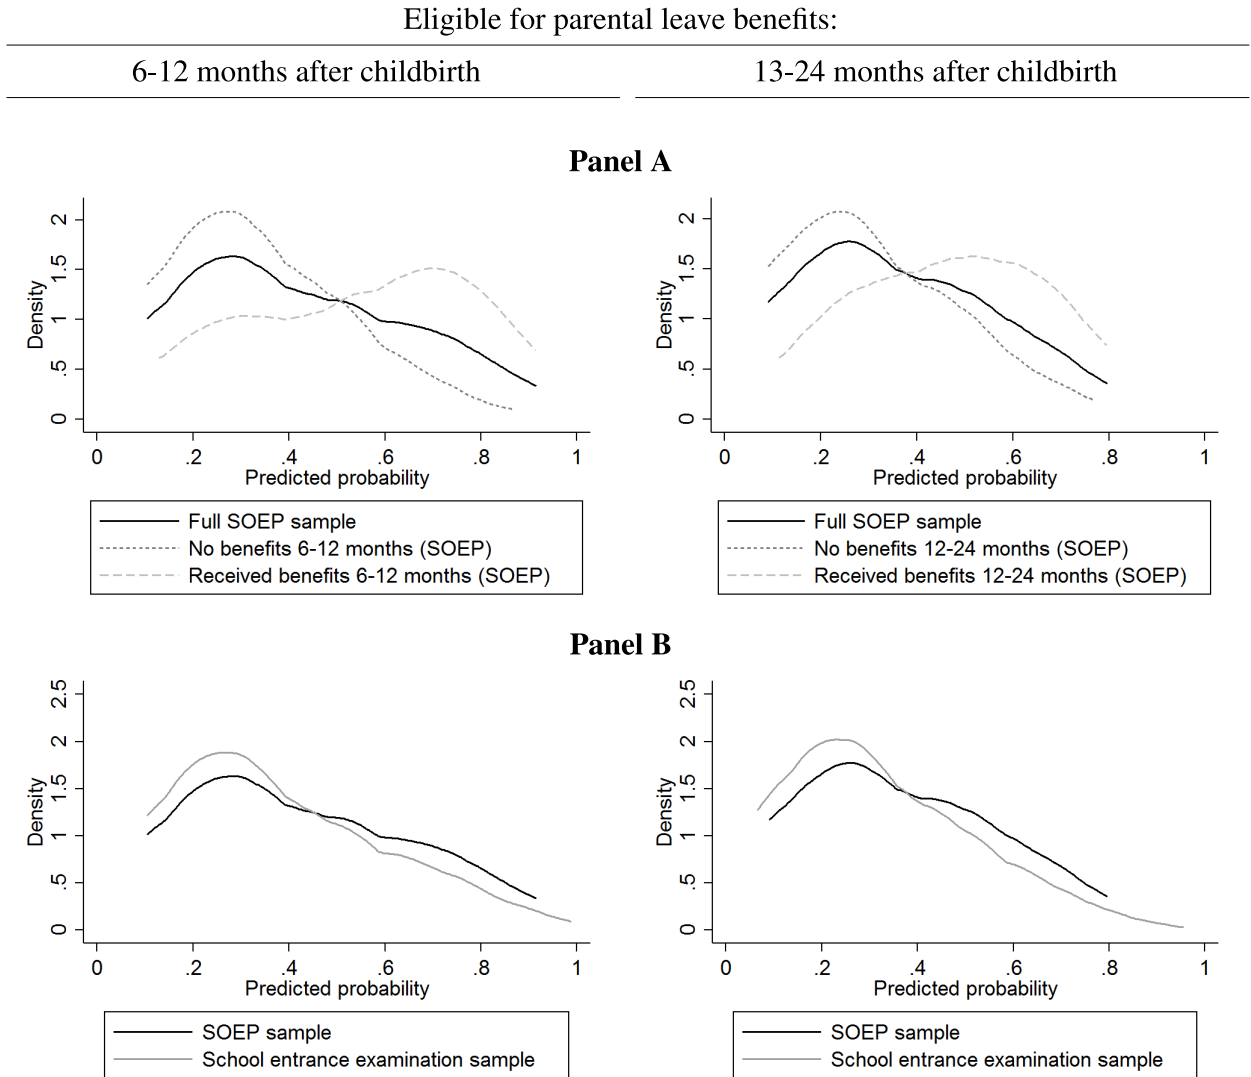 Eligible for parental leave benefits:
6-12 months after childbirth
13-24 months after childbirth
Panel A
Density
0
.5
1
1.5
2
0
.2
.4
.6
.8
1
Predicted probability
Full SOEP sample
No benefits 6-12 months (SOEP)
Received benefits 6-12 months (SOEP)
Density
0
.5
1
1.5
2
0
.2
.4
.6
.8
1
Predicted probability
Full SOEP sample
No benefits 12-24 months (SOEP)
Received benefits 12-24 months (SOEP)
Panel B
Density
0
.5
1
1.5
2
2.5
0
.2
.4
.6
.8
1
Predicted probability
SOEP sample
School entrance examination sample
Density
0
.5
1
1.5
2
2.5
0
.2
.4
.6
.8
1
Predicted probability
SOEP sample
School entrance examination sample